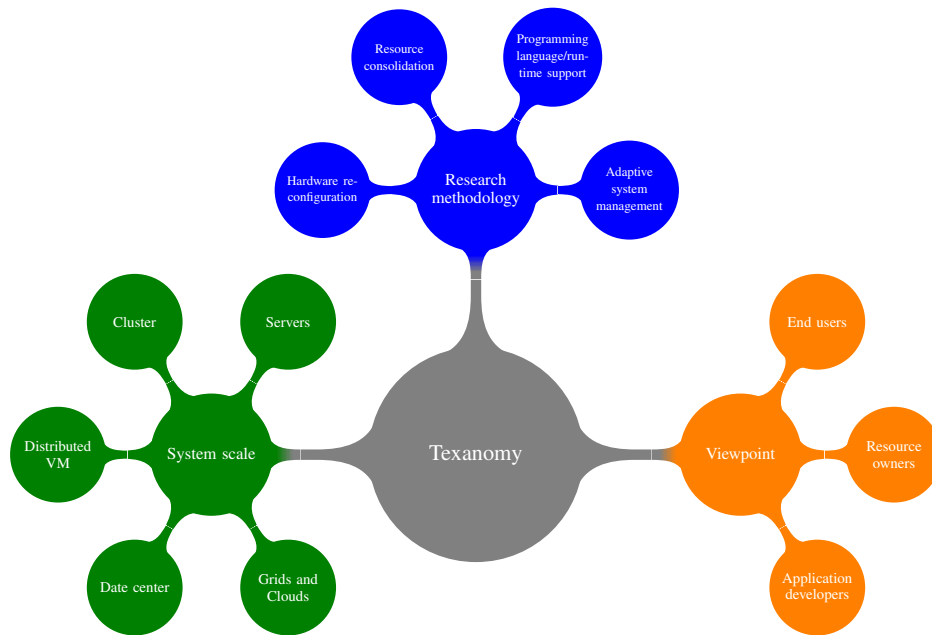 Resource
consolidation
Programming
language/run-
time support
Hardware re-
configuration
Research
methodology
Adaptive
system
management
Cluster
Servers
End users
Distributed
VM
System scale
Texanomy
Viewpoint
Resource
owners
Date center
Grids and
Clouds
Application
developers